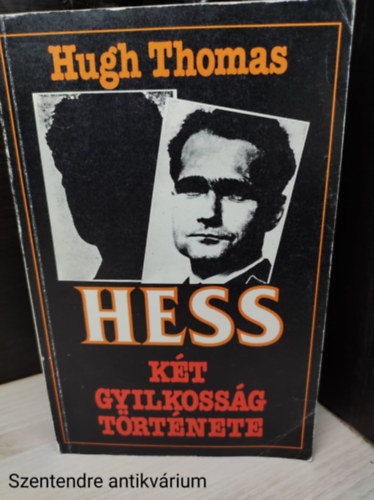 Hugh Thomas
HESS
KÉT
GYILKOSSÁG
TÖRTÉNETE
Szentendre antikvárium